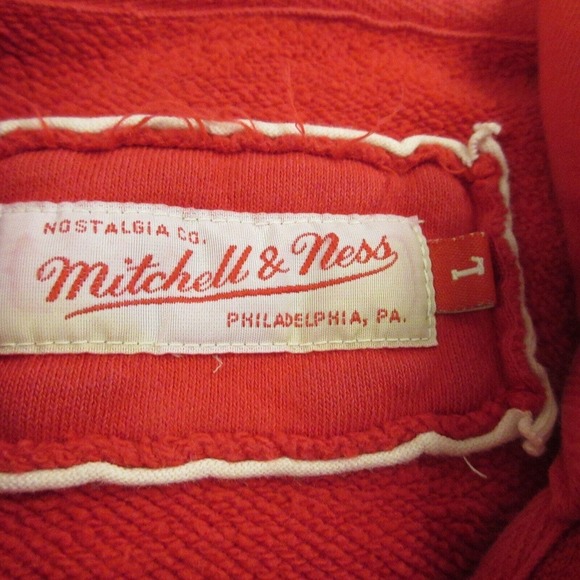 NOSTALGIA CO.
Mitchell & Ness
PHILADELPHIA, PA.
L